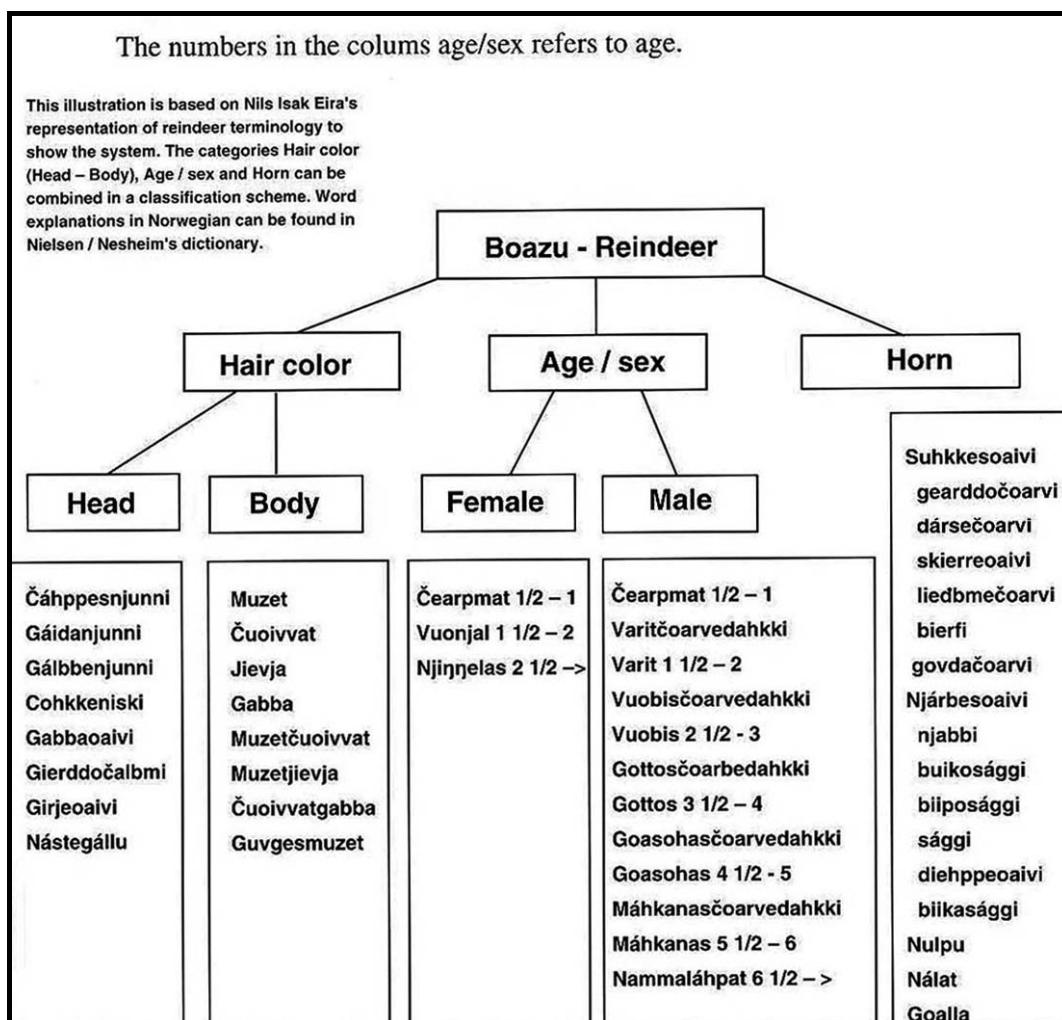 The numbers in the colums age/sex refers to age.
This illustration is based on Nils Isak Eira's
representation of reindeer terminology to
show the system. The categories Hair color
(Head – Body), Age / sex and Horn can be
combined in a classification scheme. Word
explanations in Norwegian can be found in
Nielsen / Nesheim's dictionary.
Boazu - Reindeer
Hair color
Age / sex
Horn
Head
Body
Female
Male
Čáhppesnjunni
Gáidanjunni
Gálbbenjunni
Cohkkeniski
Gabbaoaivi
Gierddočalbmi
Girjeoaivi
Nástegállu
Muzet
Čuoivvat
Jievja
Gabba
Muzetčuoivvat
Muzetjievja
Čuoivvatgabba
Guvgesmuzet
Čearpmat 1/2 – 1
Vuonjal 1 1/2 – 2
Njiŋŋelas 2 1/2 –>
Čearpmat 1/2 – 1
Varitčoarvedahkki
Varit 1 1/2 – 2
Vuobisčoarvedahkki
Vuobis 2 1/2 - 3
Gottosčoarbedahkki
Gottos 3 1/2 – 4
Goasohasčoarvedahkki
Goasohas 4 1/2 - 5
Máhkanasčoarvedahkki
Máhkanas 5 1/2 – 6
Nammaláhpat 6 1/2 – >
Suhkkesoaivi
gearddočoarvi
dársečoarvi
skierreoaivi
liedbmečoarvi
bierfi
govdačoarvi
Njárbesoaivi
njabbi
buikosággi
biiposággi
sággi
diehppeoaivi
biikasággi
Nulpu
Nálat
Goalla